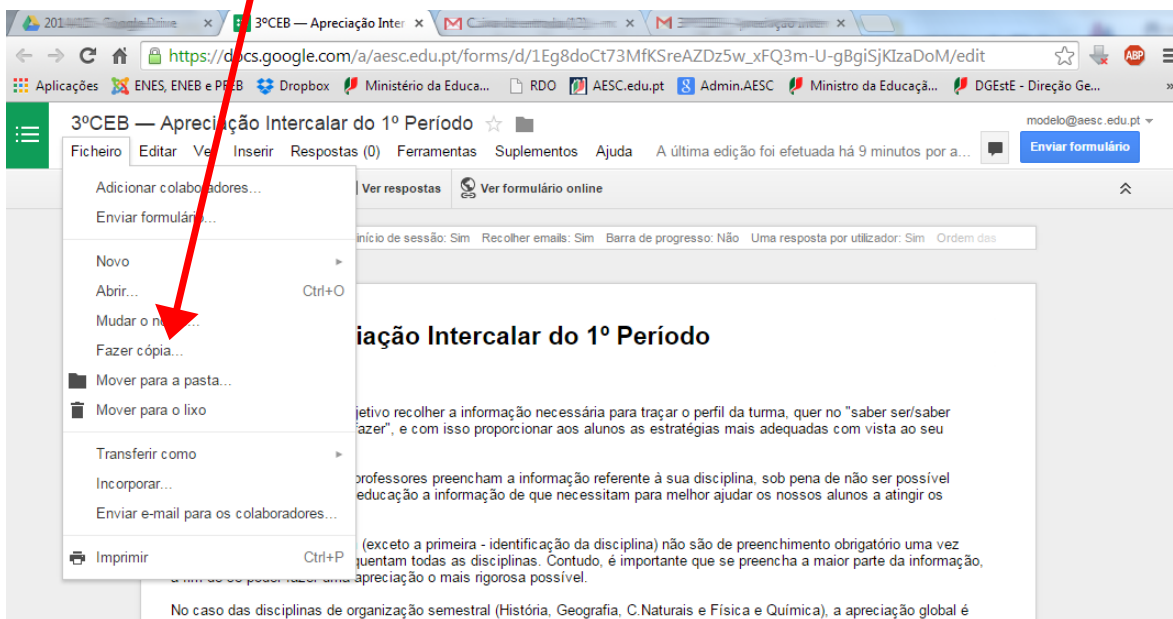 201
3ºCEB — Apreciação Inter
https://docs.google.com/a/aesc.edu.pt/forms/d/1Eg8doCt73MfKSreAZDz5w_xFQ3m-U-gBgiSjKIzaDoM/edit
ABP
Aplicações ENES, ENEB e PFEB Dropbox Ministério da Educa... RDO AESC.edu.pt Admin.AESC Ministro da Educaçã... DGEstE - Direção Ge... »
3ºCEB — Apreciação Intercalar do 1º Período
modelo@aesc.edu.pt
Ficheiro Editar Ver Inserir Respostas (0) Ferramentas Suplementos Ajuda A última edição foi efetuada há 9 minutos por a... Enviar formulário
Ver respostas Ver formulário online
início de sessão: Sim Recolher emails: Sim Barra de progresso: Não Uma resposta por utilizador: Sim Ordem das
Adicionar colaboradores...
Enviar formulário...
Novo
Abrir... Ctrl+O
Mudar o nome...
Fazer cópia...
Mover para a pasta...
Mover para o lixo
Transferir como
Incorporar...
Enviar e-mail para os colaboradores...
Imprimir Ctrl+P
iação Intercalar do 1º Período
jetivo recolher a informação necessária para traçar o perfil da turma, quer no "saber ser/saber
fazer", e com isso proporcionar aos alunos as estratégias mais adequadas com vista ao seu
professores preencham a informação referente à sua disciplina, sob pena de não ser possível
educação a informação de que necessitam para melhor ajudar os nossos alunos a atingir os
(exceto a primeira - identificação da disciplina) não são de preenchimento obrigatório uma vez
quentam todas as disciplinas. Contudo, é importante que se preencha a maior parte da informação,
a fim de se poder fazer uma apreciação o mais rigorosa possível.
No caso das disciplinas de organização semestral (História, Geografia, C.Naturais e Física e Química), a apreciação global é